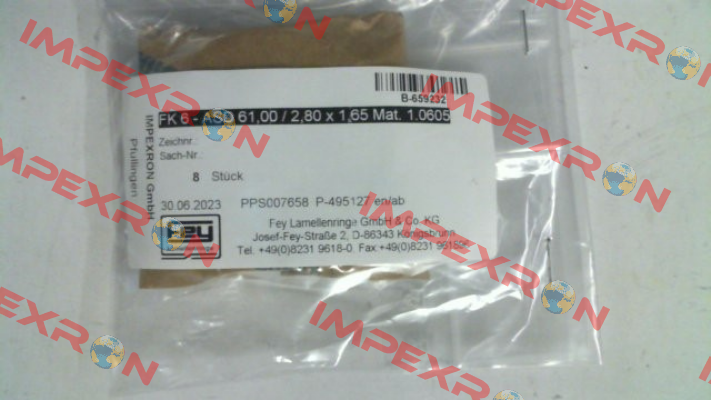 B-659232
FK 6 - ASD 61,00 / 2,80 x 1,65 Mat. 1.0605
Zeichnr.:
Sach-Nr.:
8 Stück
30.06.2023 PPS007658 P-495127 en/ab
Fey Lamellenringe GmbH & Co. KG
Josef-Fey-Straße 2, D-86343 Königsbrunn
Tel. +49(0)8231 9618-0 Fax +49(0)8231
Fey
IMPEXRON GmbH
Pfullingen
IMPEXRON
IMPEXRON
IMPEXRON
IMPEXRON
IMPEXRON